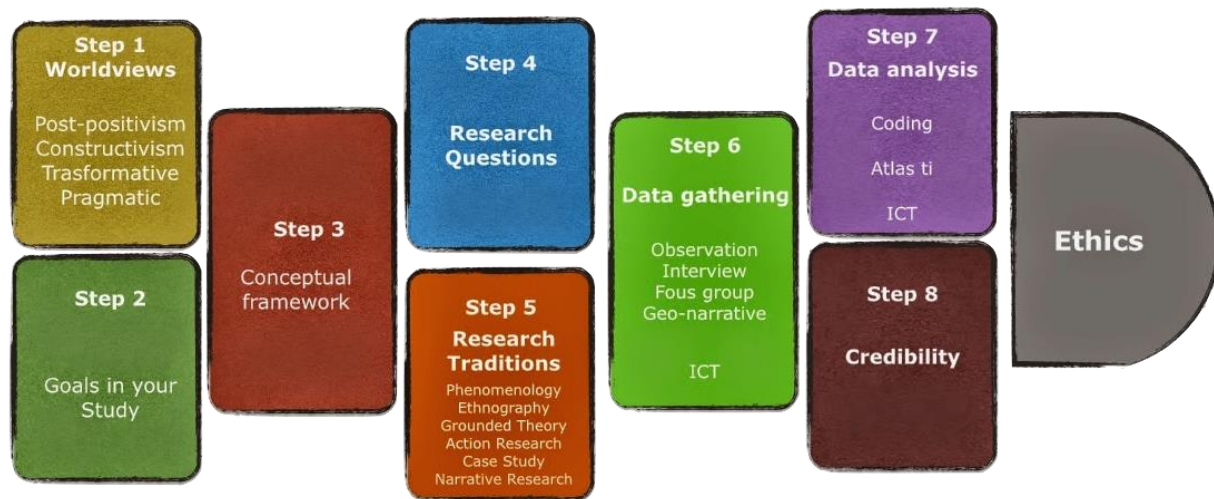 Step 1
Worldviews
Post-positivism
Constructivism
Trasformative
Pragmatic
Step 2
Goals in your
Study
Step 3
Conceptual
framework
Step 4
Research
Questions
Step 5
Research
Traditions
Phenomenology
Ethnography
Grounded Theory
Action Research
Case Study
Narrative Research
Step 6
Data gathering
Observation
Interview
Fous group
Geo-narrative
ICT
Step 7
Data analysis
Coding
Atlas ti
ICT
Step 8
Credibility
Ethics